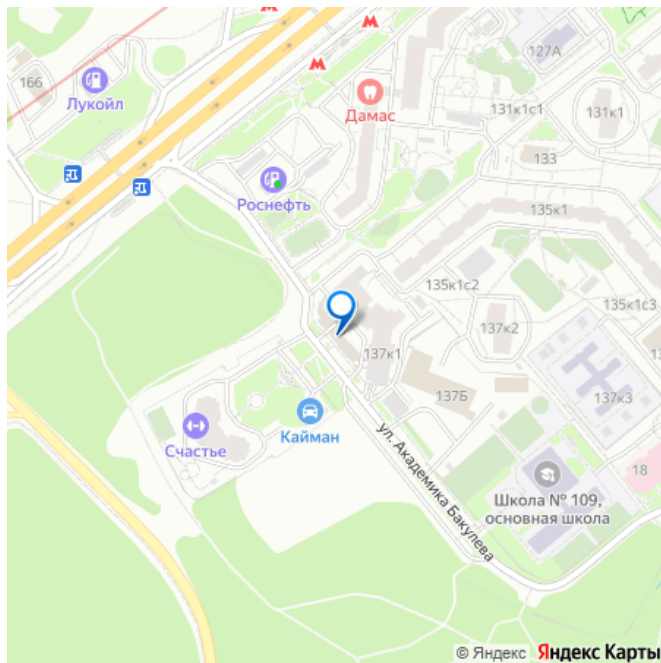 127А
166
Лукойл
Дамас
131к1с1
131к1
133
Роснефть
135к1
135к1с2
135к1с3
137к2
137к1
137Б
137к3
Счастье
Кайман
ул. Академика Бакулева
18
Школа № 109,
основная школа
© Яндекс Яндекс Карты